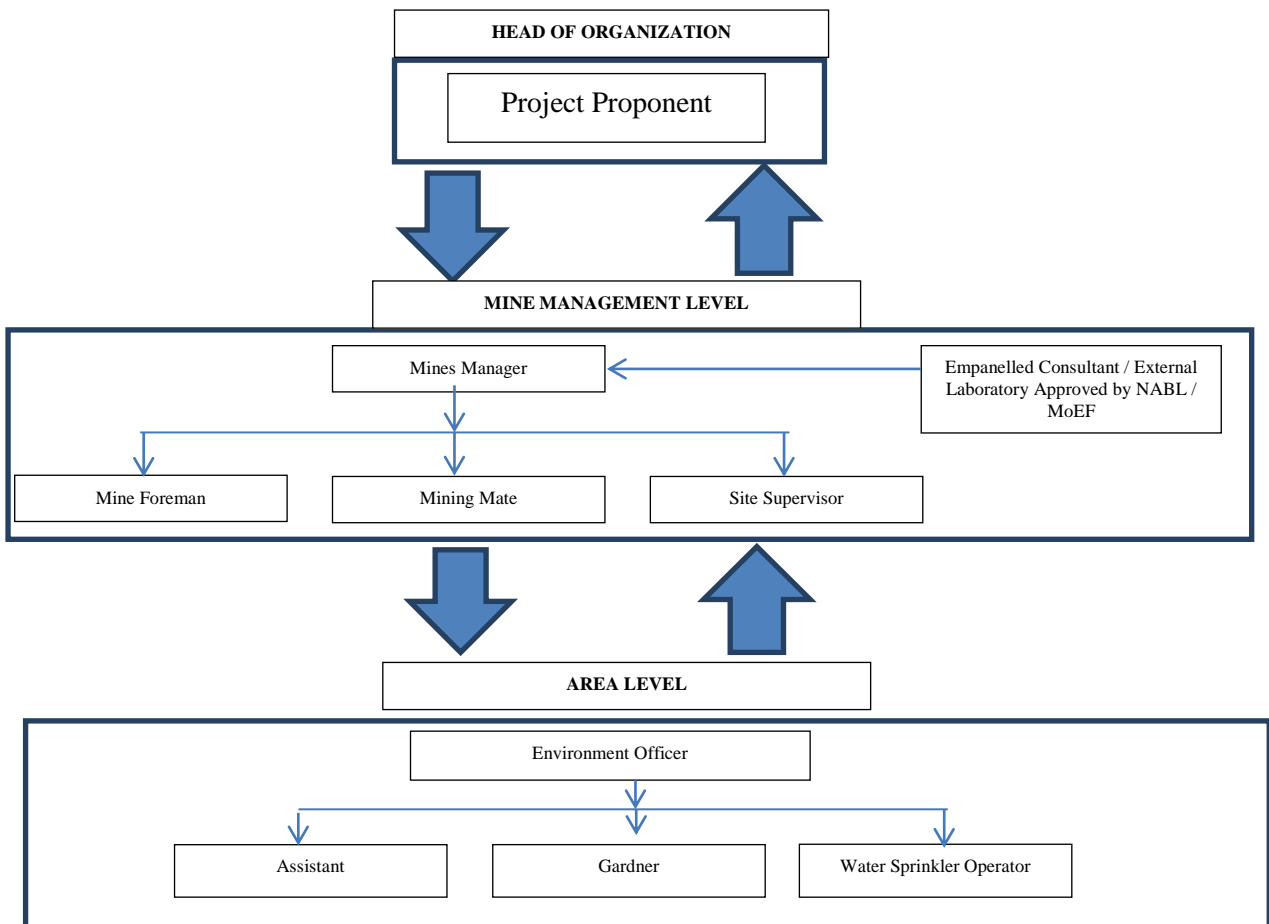 HEAD OF ORGANIZATION
Project Proponent
MINE MANAGEMENT LEVEL
Mines Manager
Empanelled Consultant / External
Laboratory Approved by NABL /
MoEF
Mine Foreman
Mining Mate
Site Supervisor
AREA LEVEL
Environment Officer
Assistant
Gardner
Water Sprinkler Operator